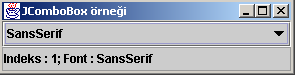 JComboBox örneği
SansSerif
Indeks : 1; Font : SansSerif